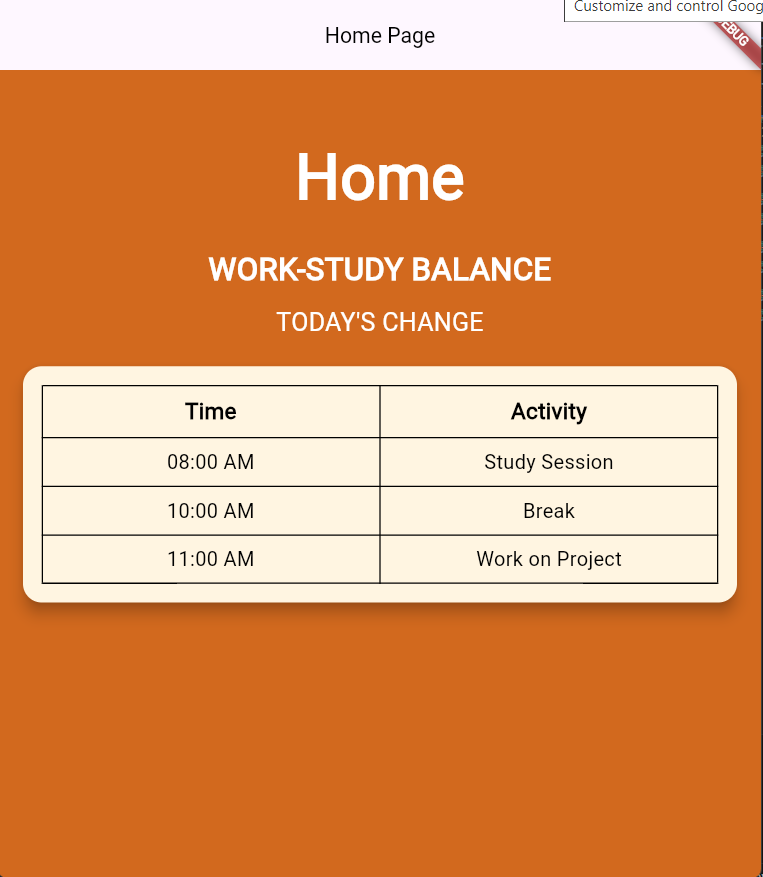 Customize and control Goog
Home Page
EBUG
Home
WORK-STUDY BALANCE
TODAY'S CHANGE
Time Activity
08:00 AM Study Session
10:00 AM Break
11:00 AM Work on Project